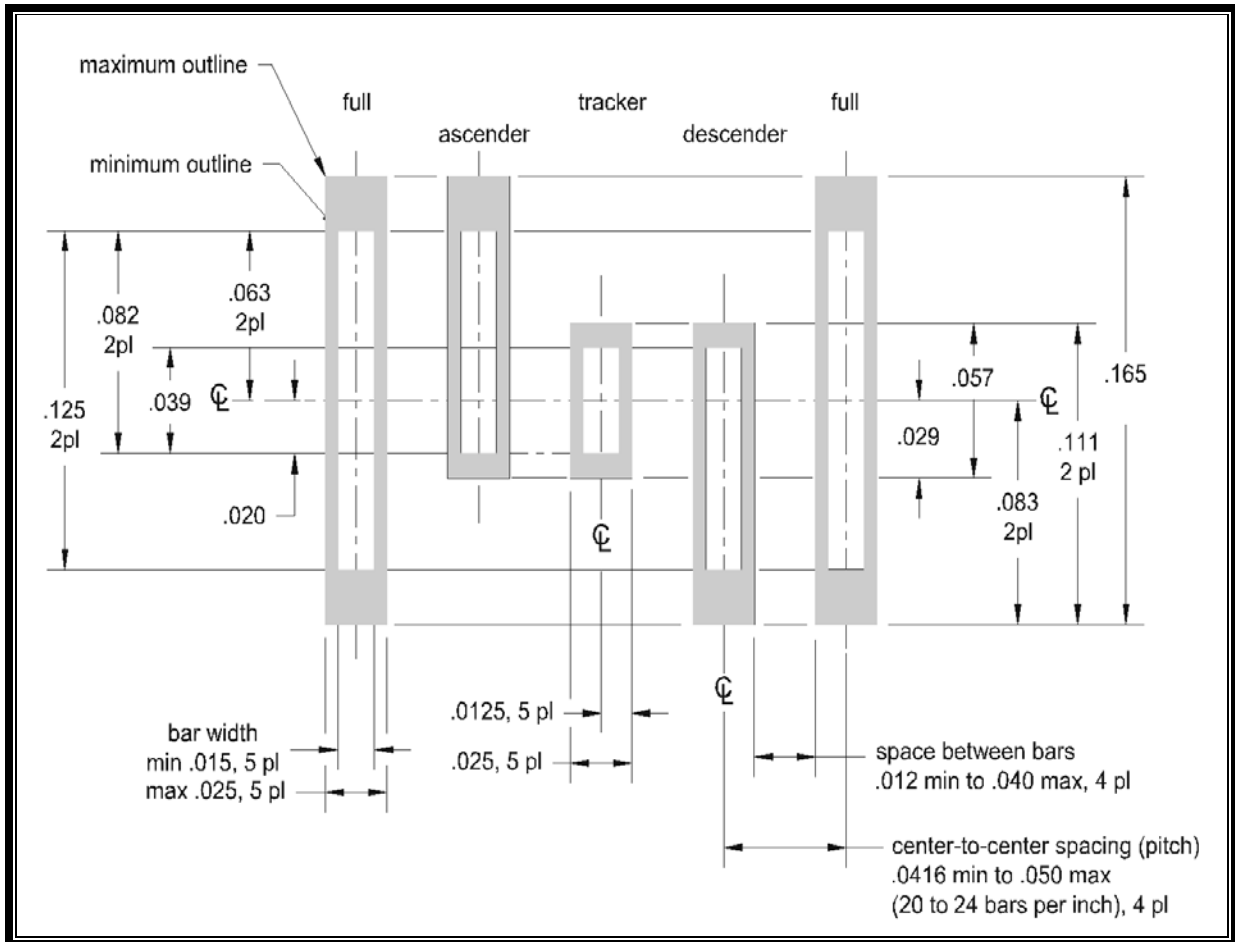 maximum outline
full
tracker
full
ascender
descender
minimum outline
.063
2pl
.082
2pl
.039
℄
.125
2pl
.020
.057
℄
.165
.029
.111
2 pl
.083
2pl
℄
℄
.0125, 5 pl
.025, 5 pl
bar width
min .015, 5 pl
max .025, 5 pl
space between bars
.012 min to .040 max, 4 pl
center-to-center spacing (pitch)
.0416 min to .050 max
(20 to 24 bars per inch), 4 pl